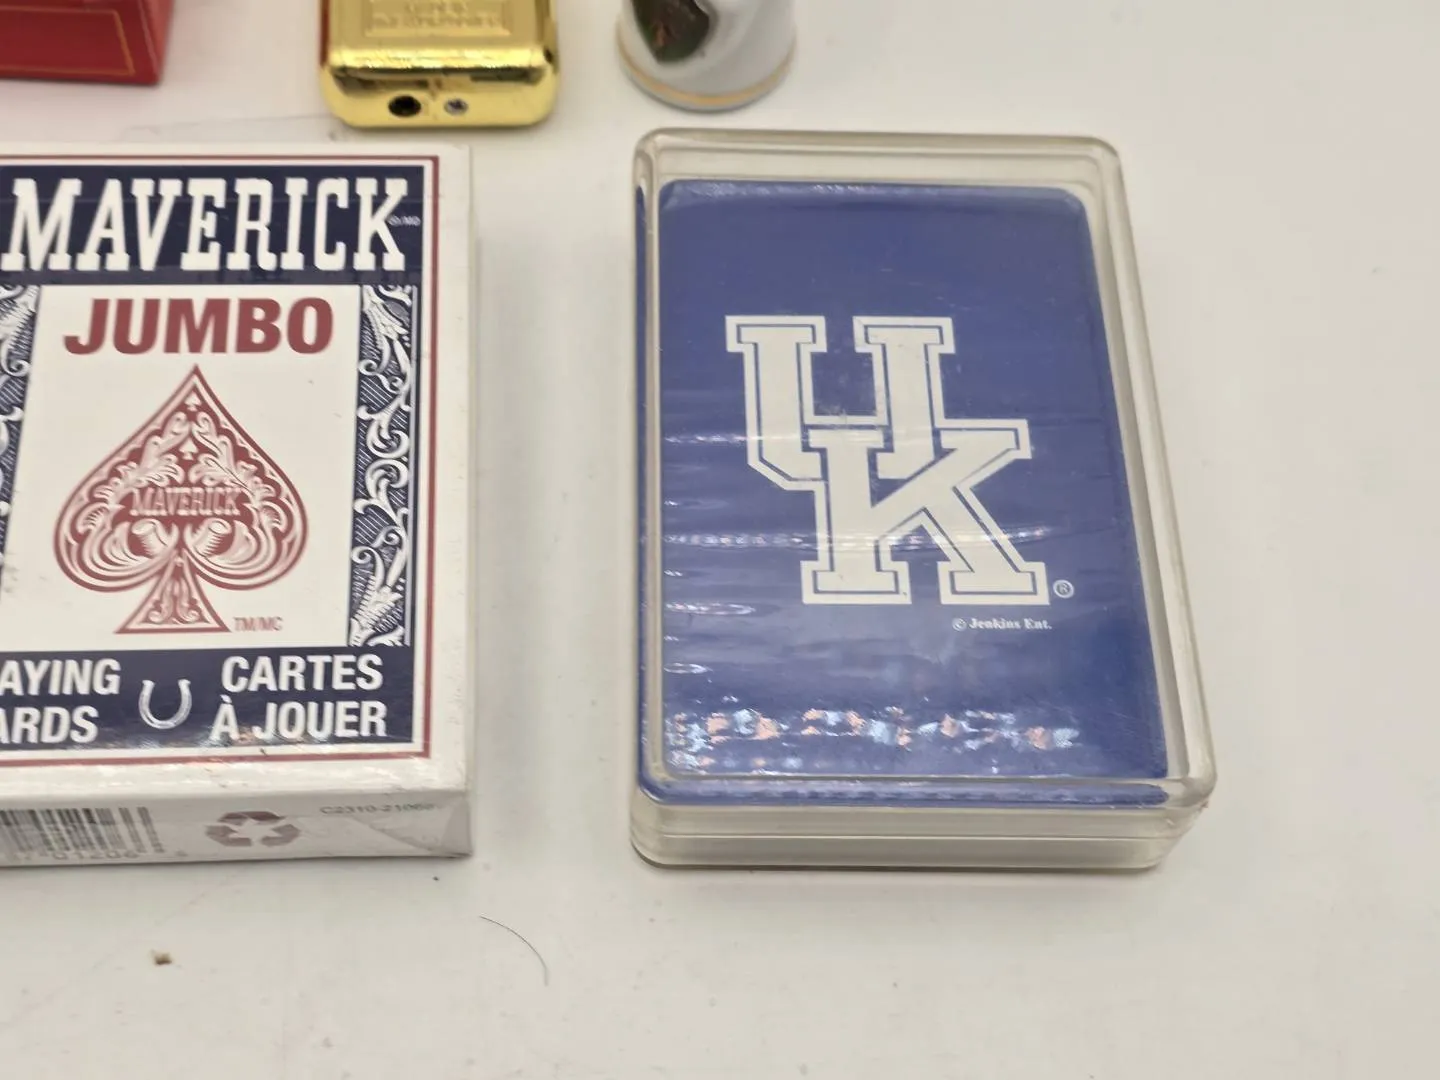 MAVERICK
JUMBO
MAVERICK
TM/MC
AYING
ARDS
CARTES
À JOUER
UK
®
© Jenkins Ent.